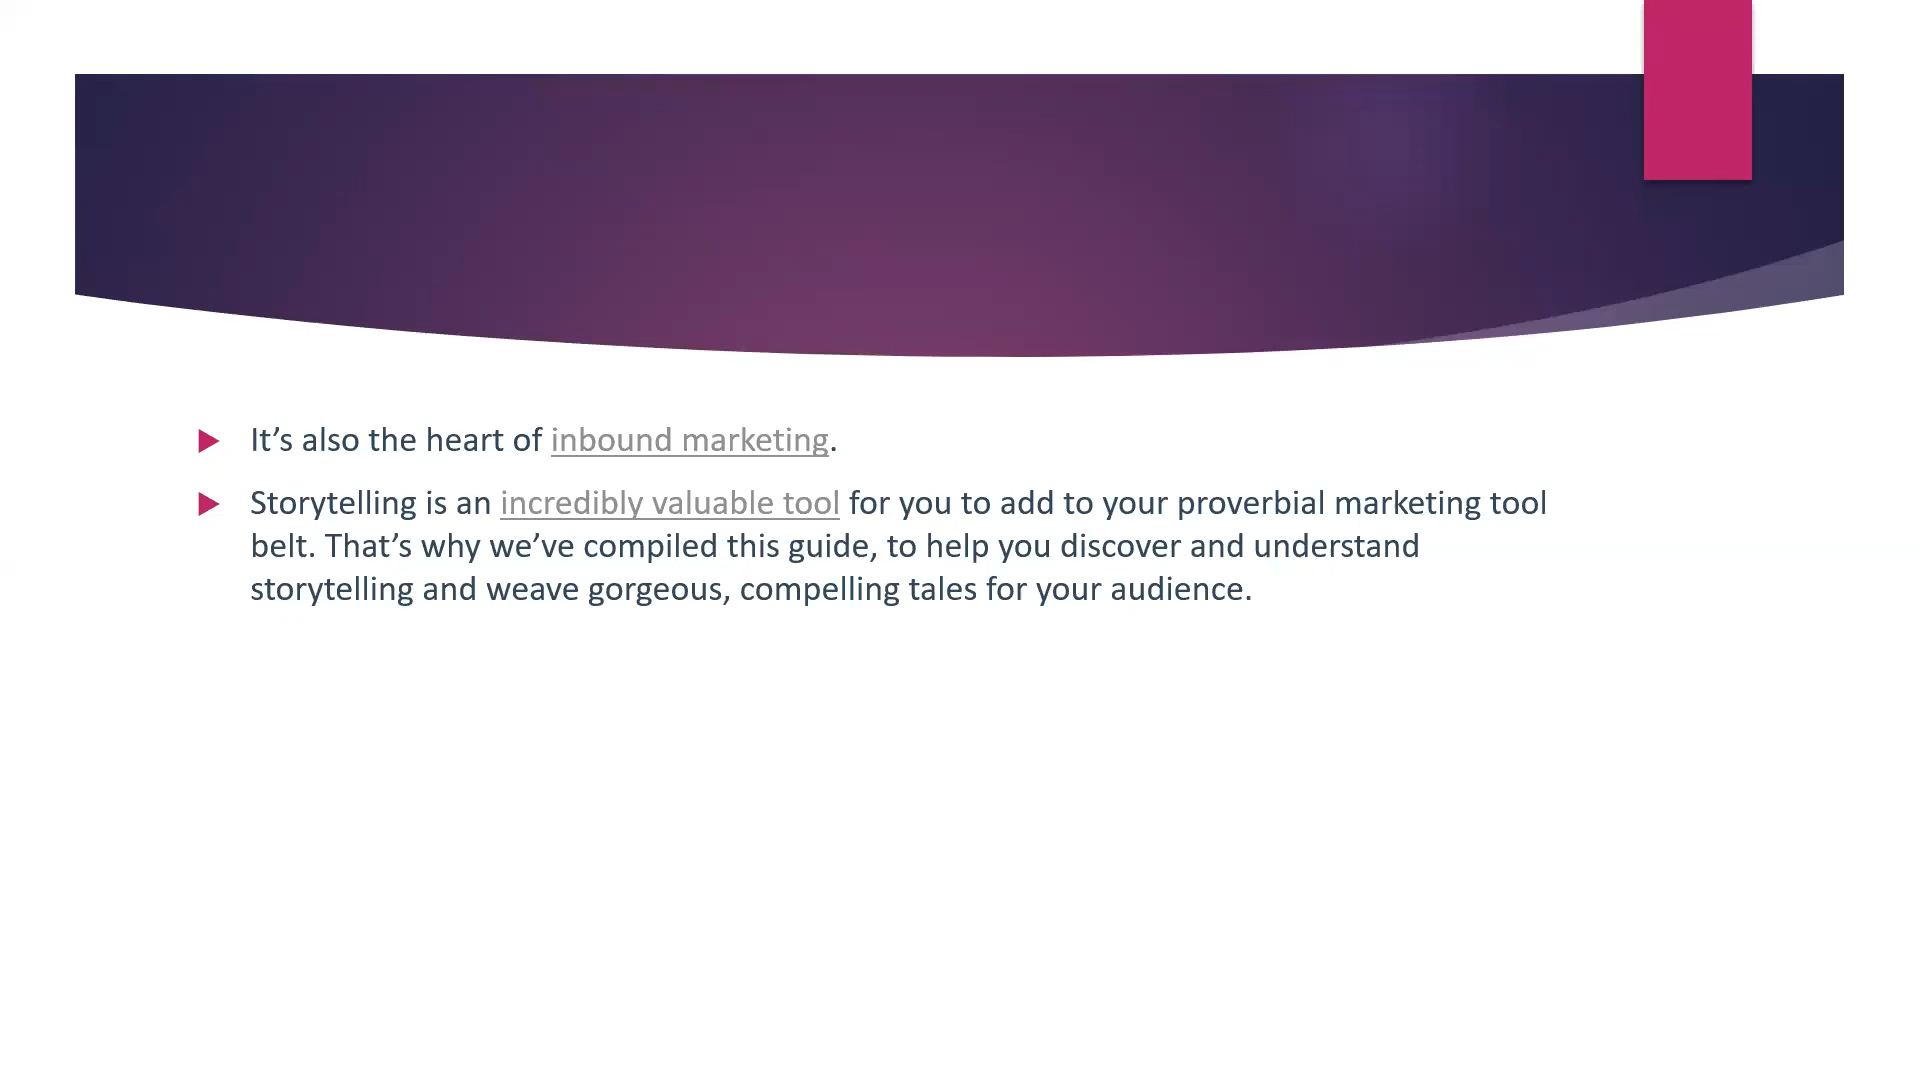 It’s also the heart of inbound marketing.
Storytelling is an incredibly valuable tool for you to add to your proverbial marketing tool
belt. That’s why we’ve compiled this guide, to help you discover and understand
storytelling and weave gorgeous, compelling tales for your audience.